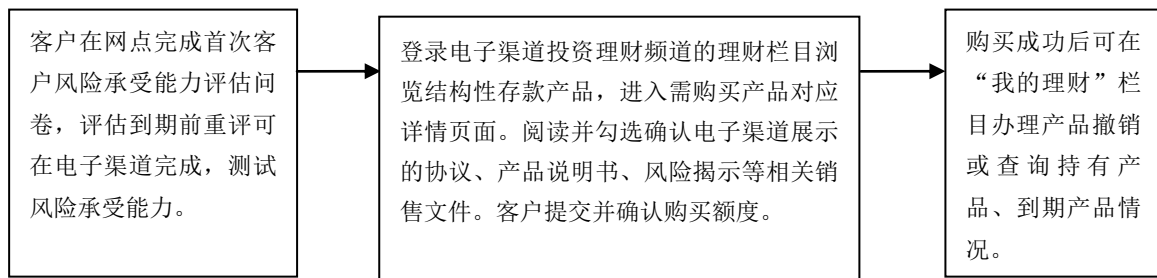 客户在网点完成首次客
户风险承受能力评估问
卷，评估到期前重评可
在电子渠道完成，测试
风险承受能力。
登录电子渠道投资理财频道的理财栏目浏
览结构性存款产品，进入需购买产品对应
详情页面。阅读并勾选确认电子渠道展示
的协议、产品说明书、风险揭示等相关销
售文件。客户提交并确认购买额度。
购买成功后可在
“我的理财”栏
目办理产品撤销
或查询持有产
品、到期产品情
况。